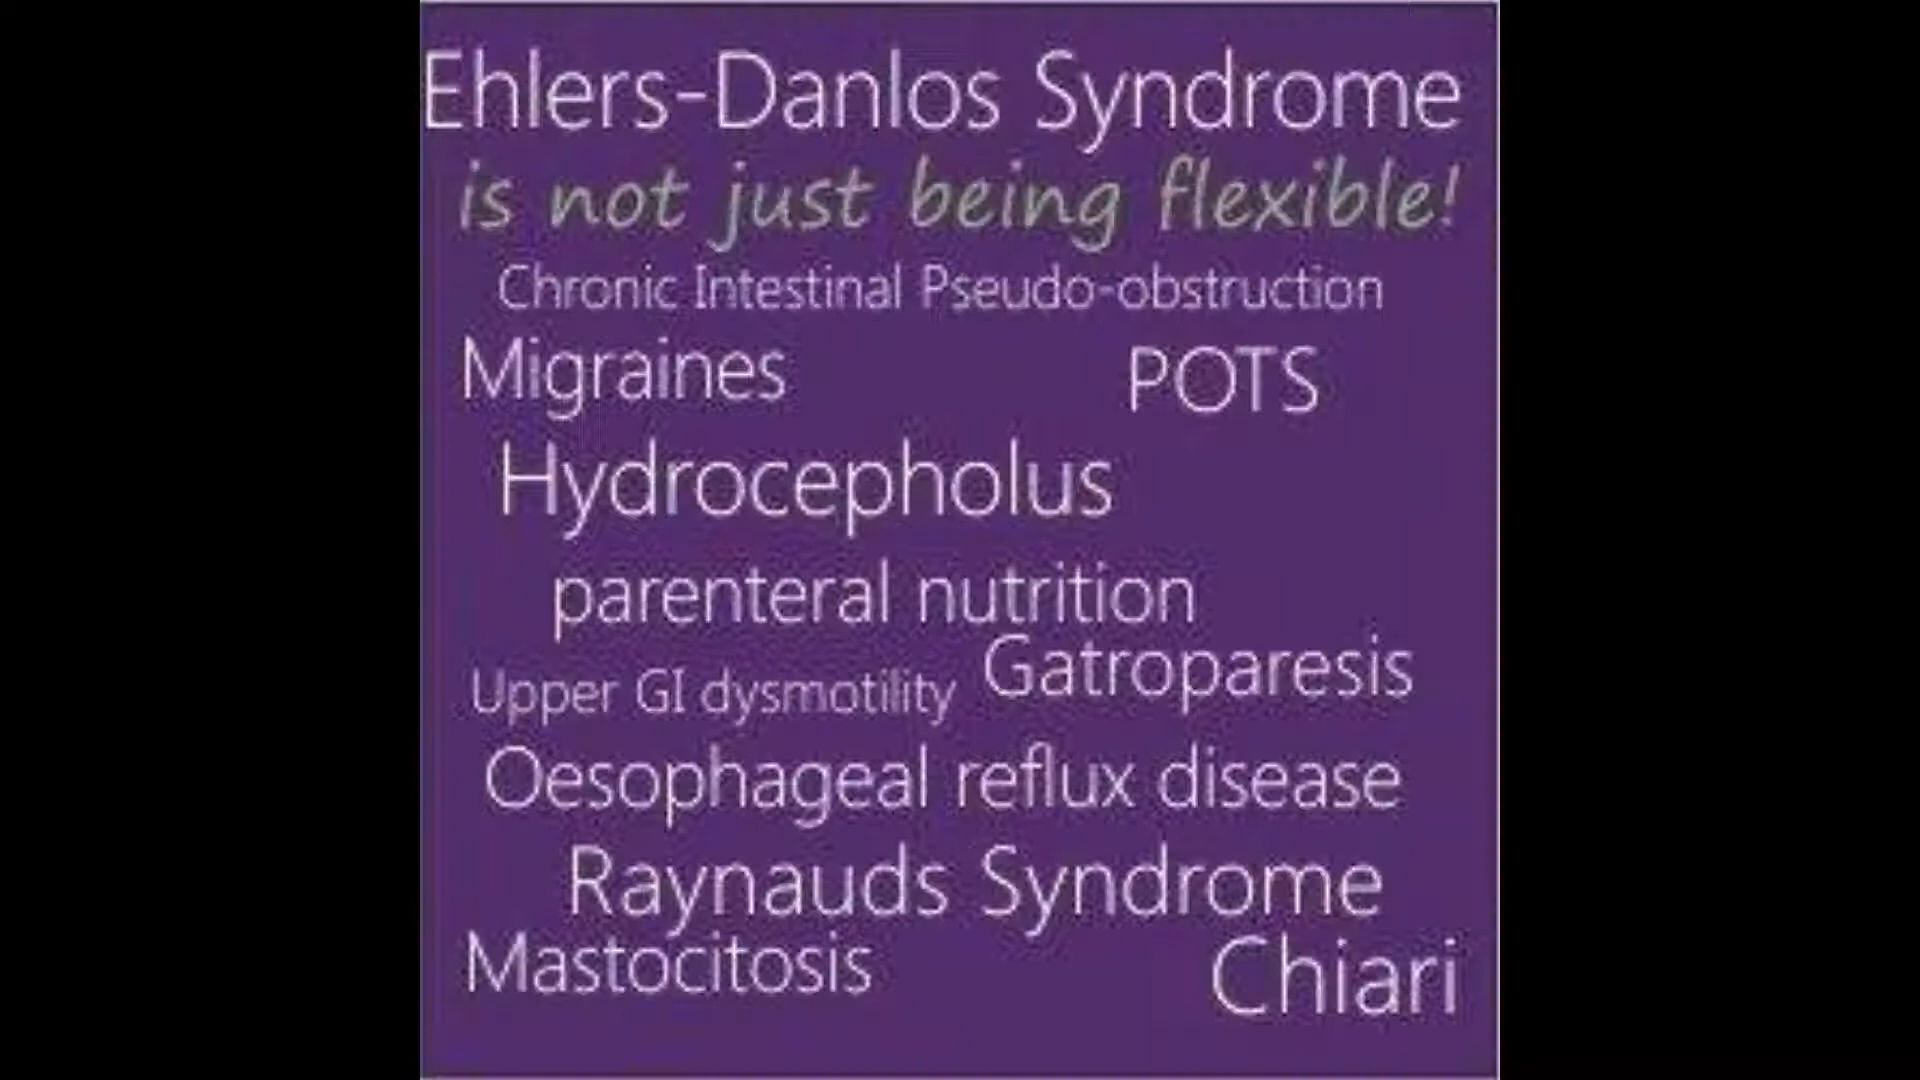 Ehlers-Danlos Syndrome
is not just being flexible!
Chronic Intestinal Pseudo-obstruction
Migraines POTS
Hydrocepholus
parenteral nutrition
Upper GI dysmotility Gatroparesis
Oesophageal reflux disease
Raynauds Syndrome
Mastocitosis Chiari